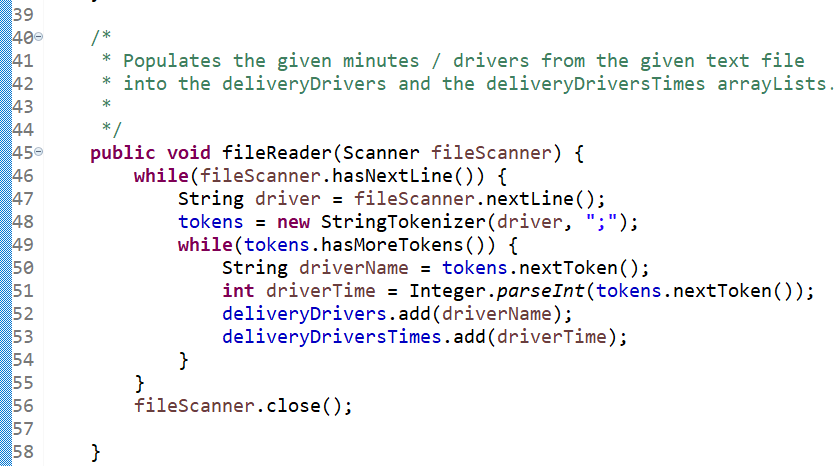 39
40    /*
41     * Populates the given minutes / drivers from the given text file
42     * into the deliveryDrivers and the deliveryDriversTimes arrayLists.
43     *
44     */
45    public void fileReader(Scanner fileScanner) {
46        while(fileScanner.hasNextLine()) {
47            String driver = fileScanner.nextLine();
48            tokens = new StringTokenizer(driver, ";");
49            while(tokens.hasMoreTokens()) {
50                String driverName = tokens.nextToken();
51                int driverTime = Integer.parseInt(tokens.nextToken());
52                deliveryDrivers.add(driverName);
53                deliveryDriversTimes.add(driverTime);
54            }
55        }
56        fileScanner.close();
57
58    }